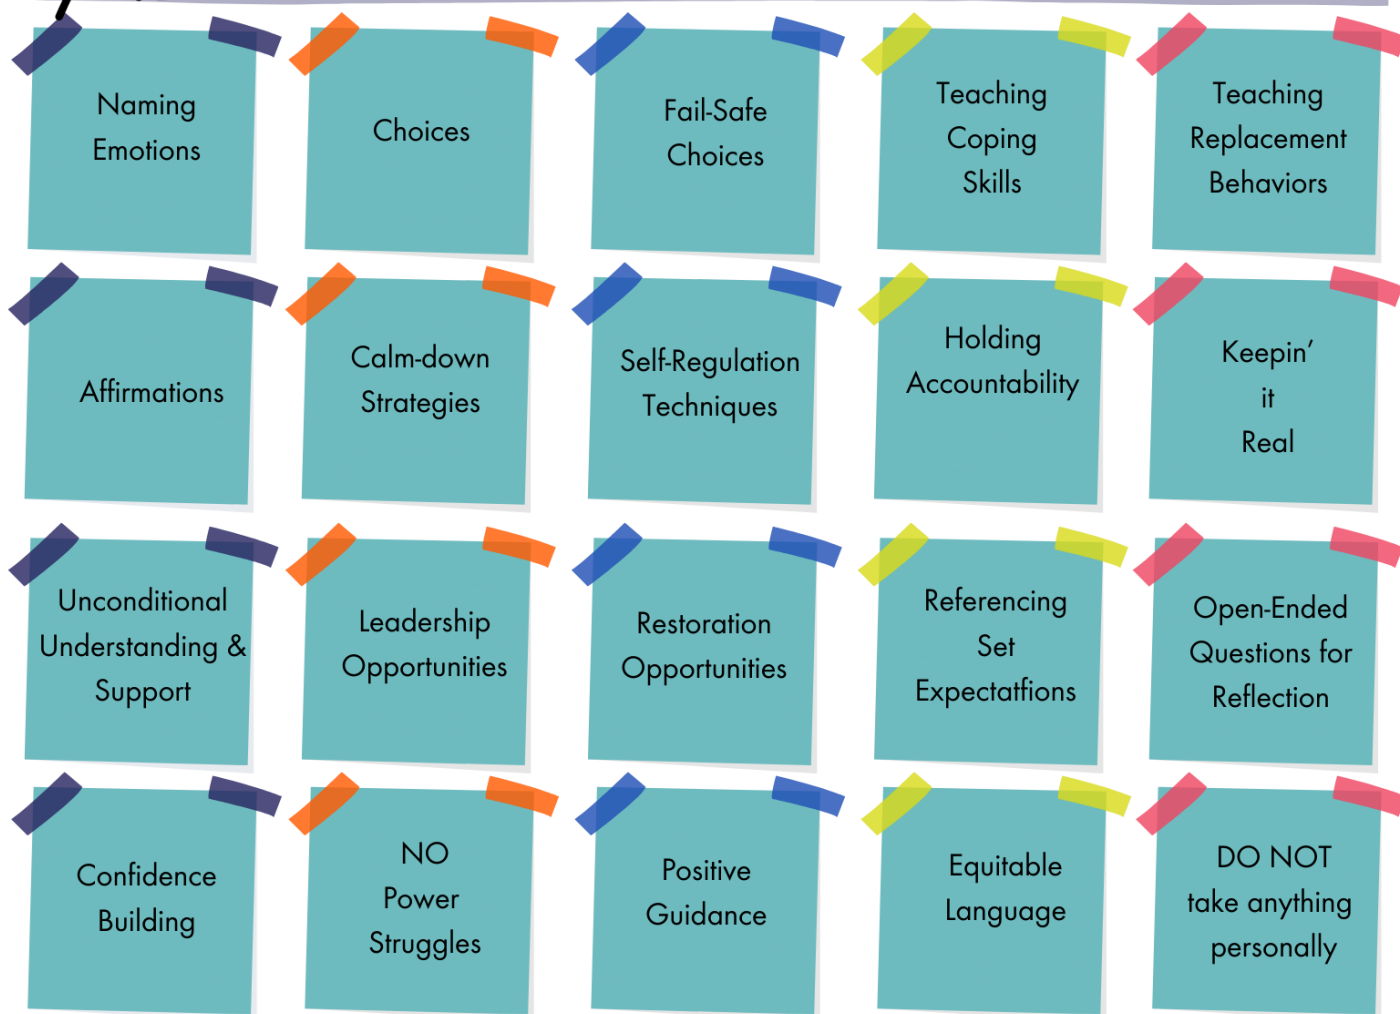 Naming
Emotions
Choices
Fail-Safe
Choices
Teaching
Coping
Skills
Teaching
Replacement
Behaviors
Affirmations
Calm-down
Strategies
Self-Regulation
Techniques
Holding
Accountability
Keepin'
it
Real
Unconditional
Understanding &
Support
Leadership
Opportunities
Restoration
Opportunities
Referencing
Set
Expectatfions
Open-Ended
Questions for
Reflection
Confidence
Building
NO
Power
Struggles
Positive
Guidance
Equitable
Language
DO NOT
take anything
personally